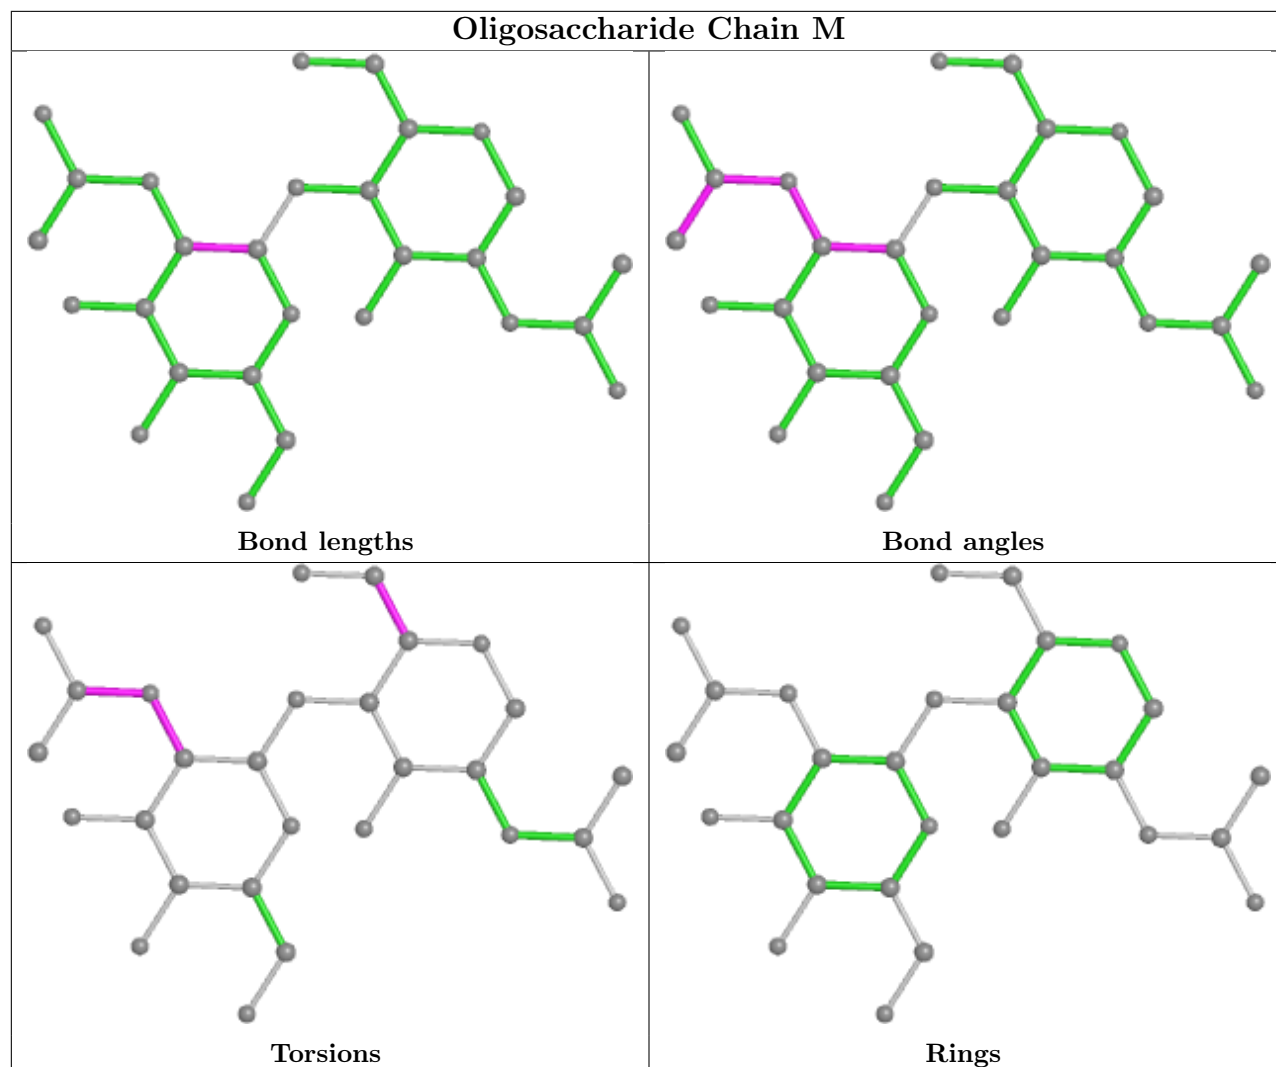 Oligosaccharide Chain M
Bond lengths
Bond angles
Torsions
Rings